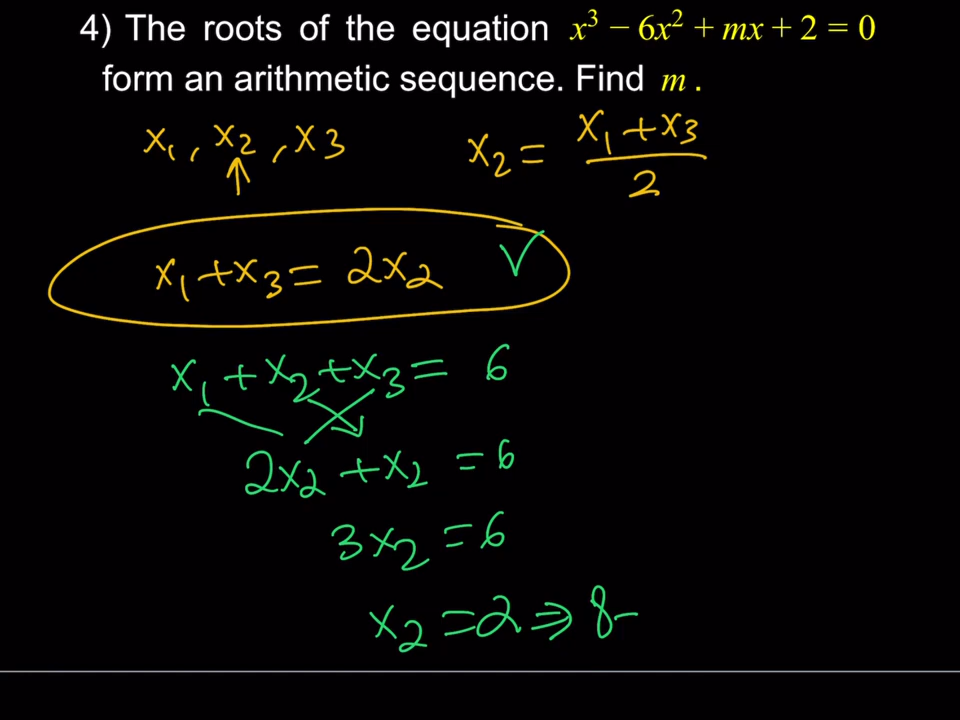 4) The roots of the equation x³ − 6x² + mx + 2 = 0
form an arithmetic sequence. Find m .
x₁ , x₂ , x₃
x₂ = (x₁ + x₃)/2
x₁ + x₃ = 2x₂ √
x₁ + x₂ + x₃ = 6
2x₂ + x₂ = 6
3x₂ = 6
x₂ = 2 ⇒ 8 −